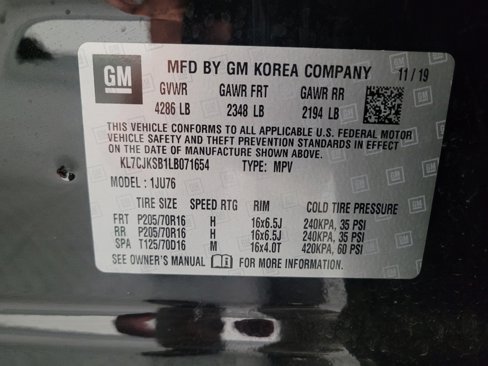 GM
MFD BY GM KOREA COMPANY 11/19
GVWR GAWR FRT GAWR RR
4286 LB 2348 LB 2194 LB
THIS VEHICLE CONFORMS TO ALL APPLICABLE U.S. FEDERAL MOTOR
VEHICLE SAFETY AND THEFT PREVENTION STANDARDS IN EFFECT
ON THE DATE OF MANUFACTURE SHOWN ABOVE.
KL7CJKSB1LB071654 TYPE: MPV
MODEL : 1JU76
TIRE SIZE SPEED RTG RIM COLD TIRE PRESSURE
FRT P205/70R16 H 16x6.5J 240KPA, 35 PSI
RR P205/70R16 H 16x6.5J 240KPA, 35 PSI
SPA T125/70D16 M 16x4.0T 420KPA, 60 PSI
SEE OWNER'S MANUAL FOR MORE INFORMATION.